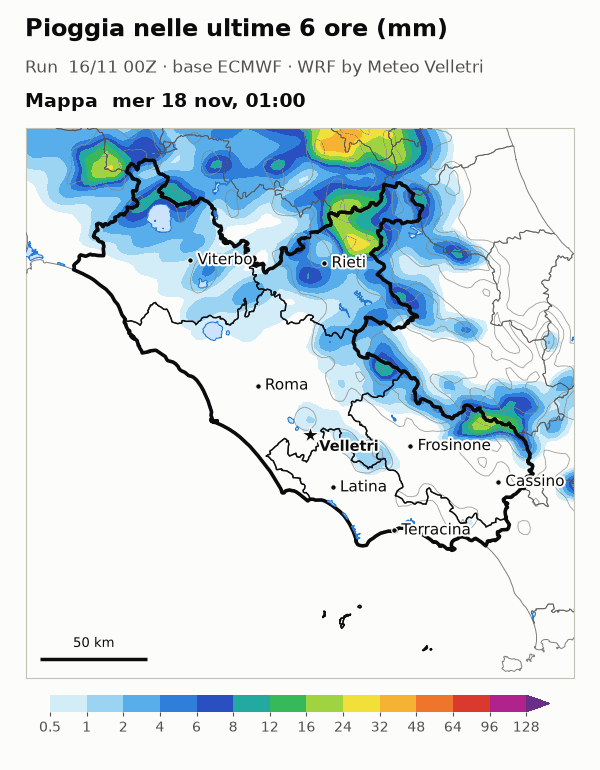 Pioggia nelle ultime 6 ore (mm)
Run  16/11 00Z · base ECMWF · WRF by Meteo Velletri
Mappa  mer 18 nov, 01:00
Viterbo
Rieti
Roma
Velletri
Frosinone
Cassino
Latina
Terracina
50 km
0.5 1 2 4 6 8 12 16 24 32 48 64 96 128